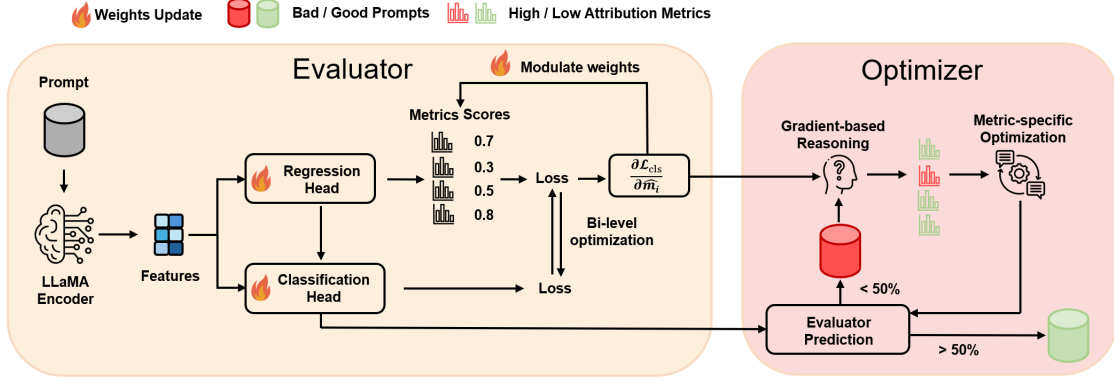 Weights Update
Bad / Good Prompts
High / Low Attribution Metrics
Evaluator
Prompt
LLaMA
Encoder
Features
Regression
Head
Classification
Head
Modulate weights
Metrics Scores
0.7
0.3
0.5
0.8
Loss
Bi-level
optimization
Loss
∂ℒ_cls
∂m̂_i
Optimizer
Gradient-based
Reasoning
Metric-specific
Optimization
< 50%
Evaluator
Prediction
> 50%